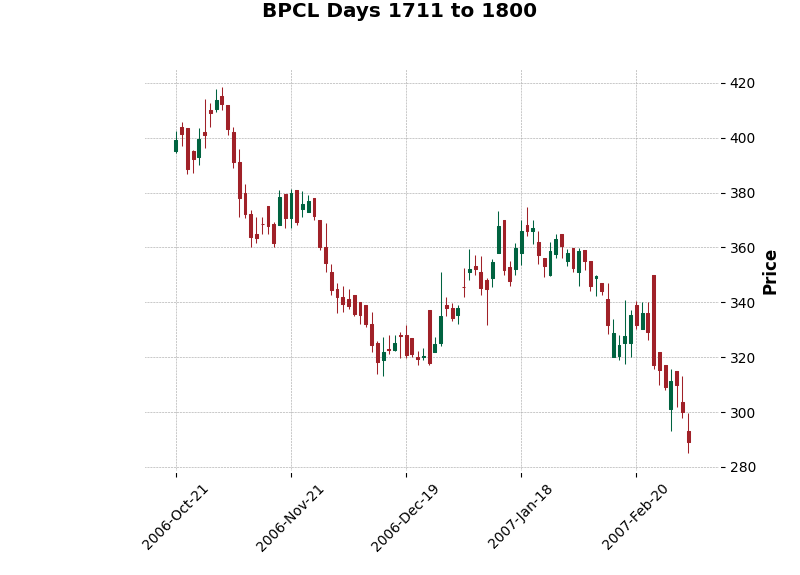 BPCL Days 1711 to 1800
420
400
380
360
340
320
300
280
Price
2006-Oct-21
2006-Nov-21
2006-Dec-19
2007-Jan-18
2007-Feb-20